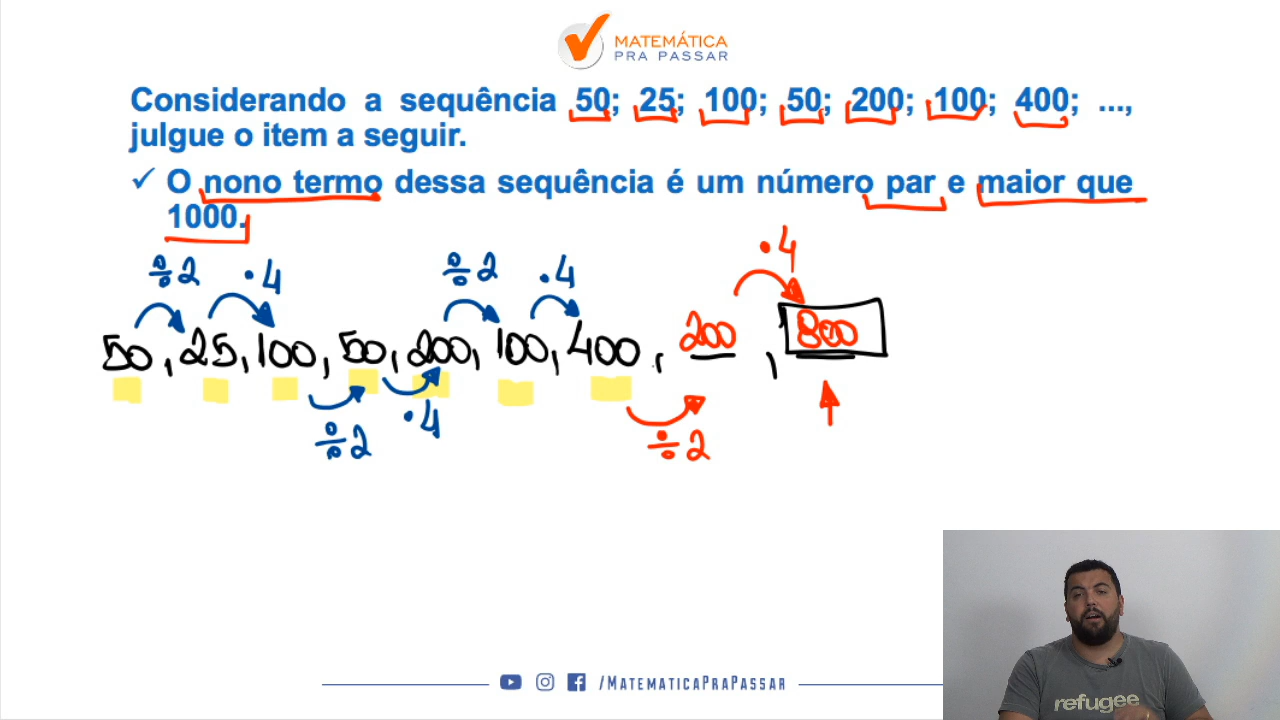 MATEMÁTICA
PRA PASSAR
Considerando a sequência 50; 25; 100; 50; 200; 100; 400; ...,
julgue o item a seguir.
✓ O nono termo dessa sequência é um número par e maior que
1000.
÷2 ·4 ÷2 ·4 ·4
50, 25, 100, 50, 200, 100, 400, 200, 800
÷2 ·4 ÷2
refugee
/MATEMATICAPRAPASSAR